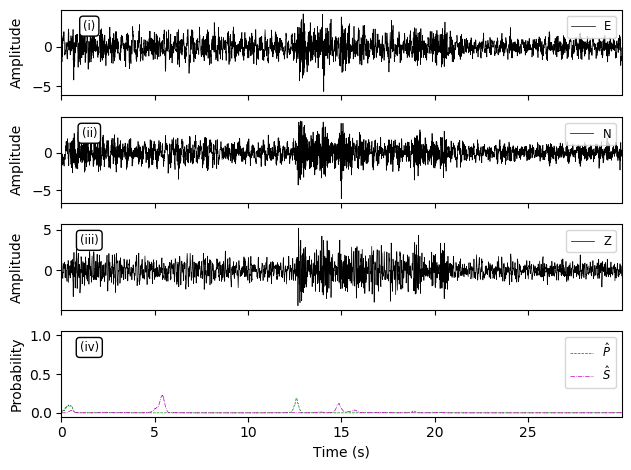 (i)
E
Amplitude
0
−5
(ii)
N
Amplitude
0
−5
(iii)
Z
Amplitude
5
0
(iv)
P̂
Ŝ
Probability
1.0
0.5
0.0
0 5 10 15 20 25
Time (s)